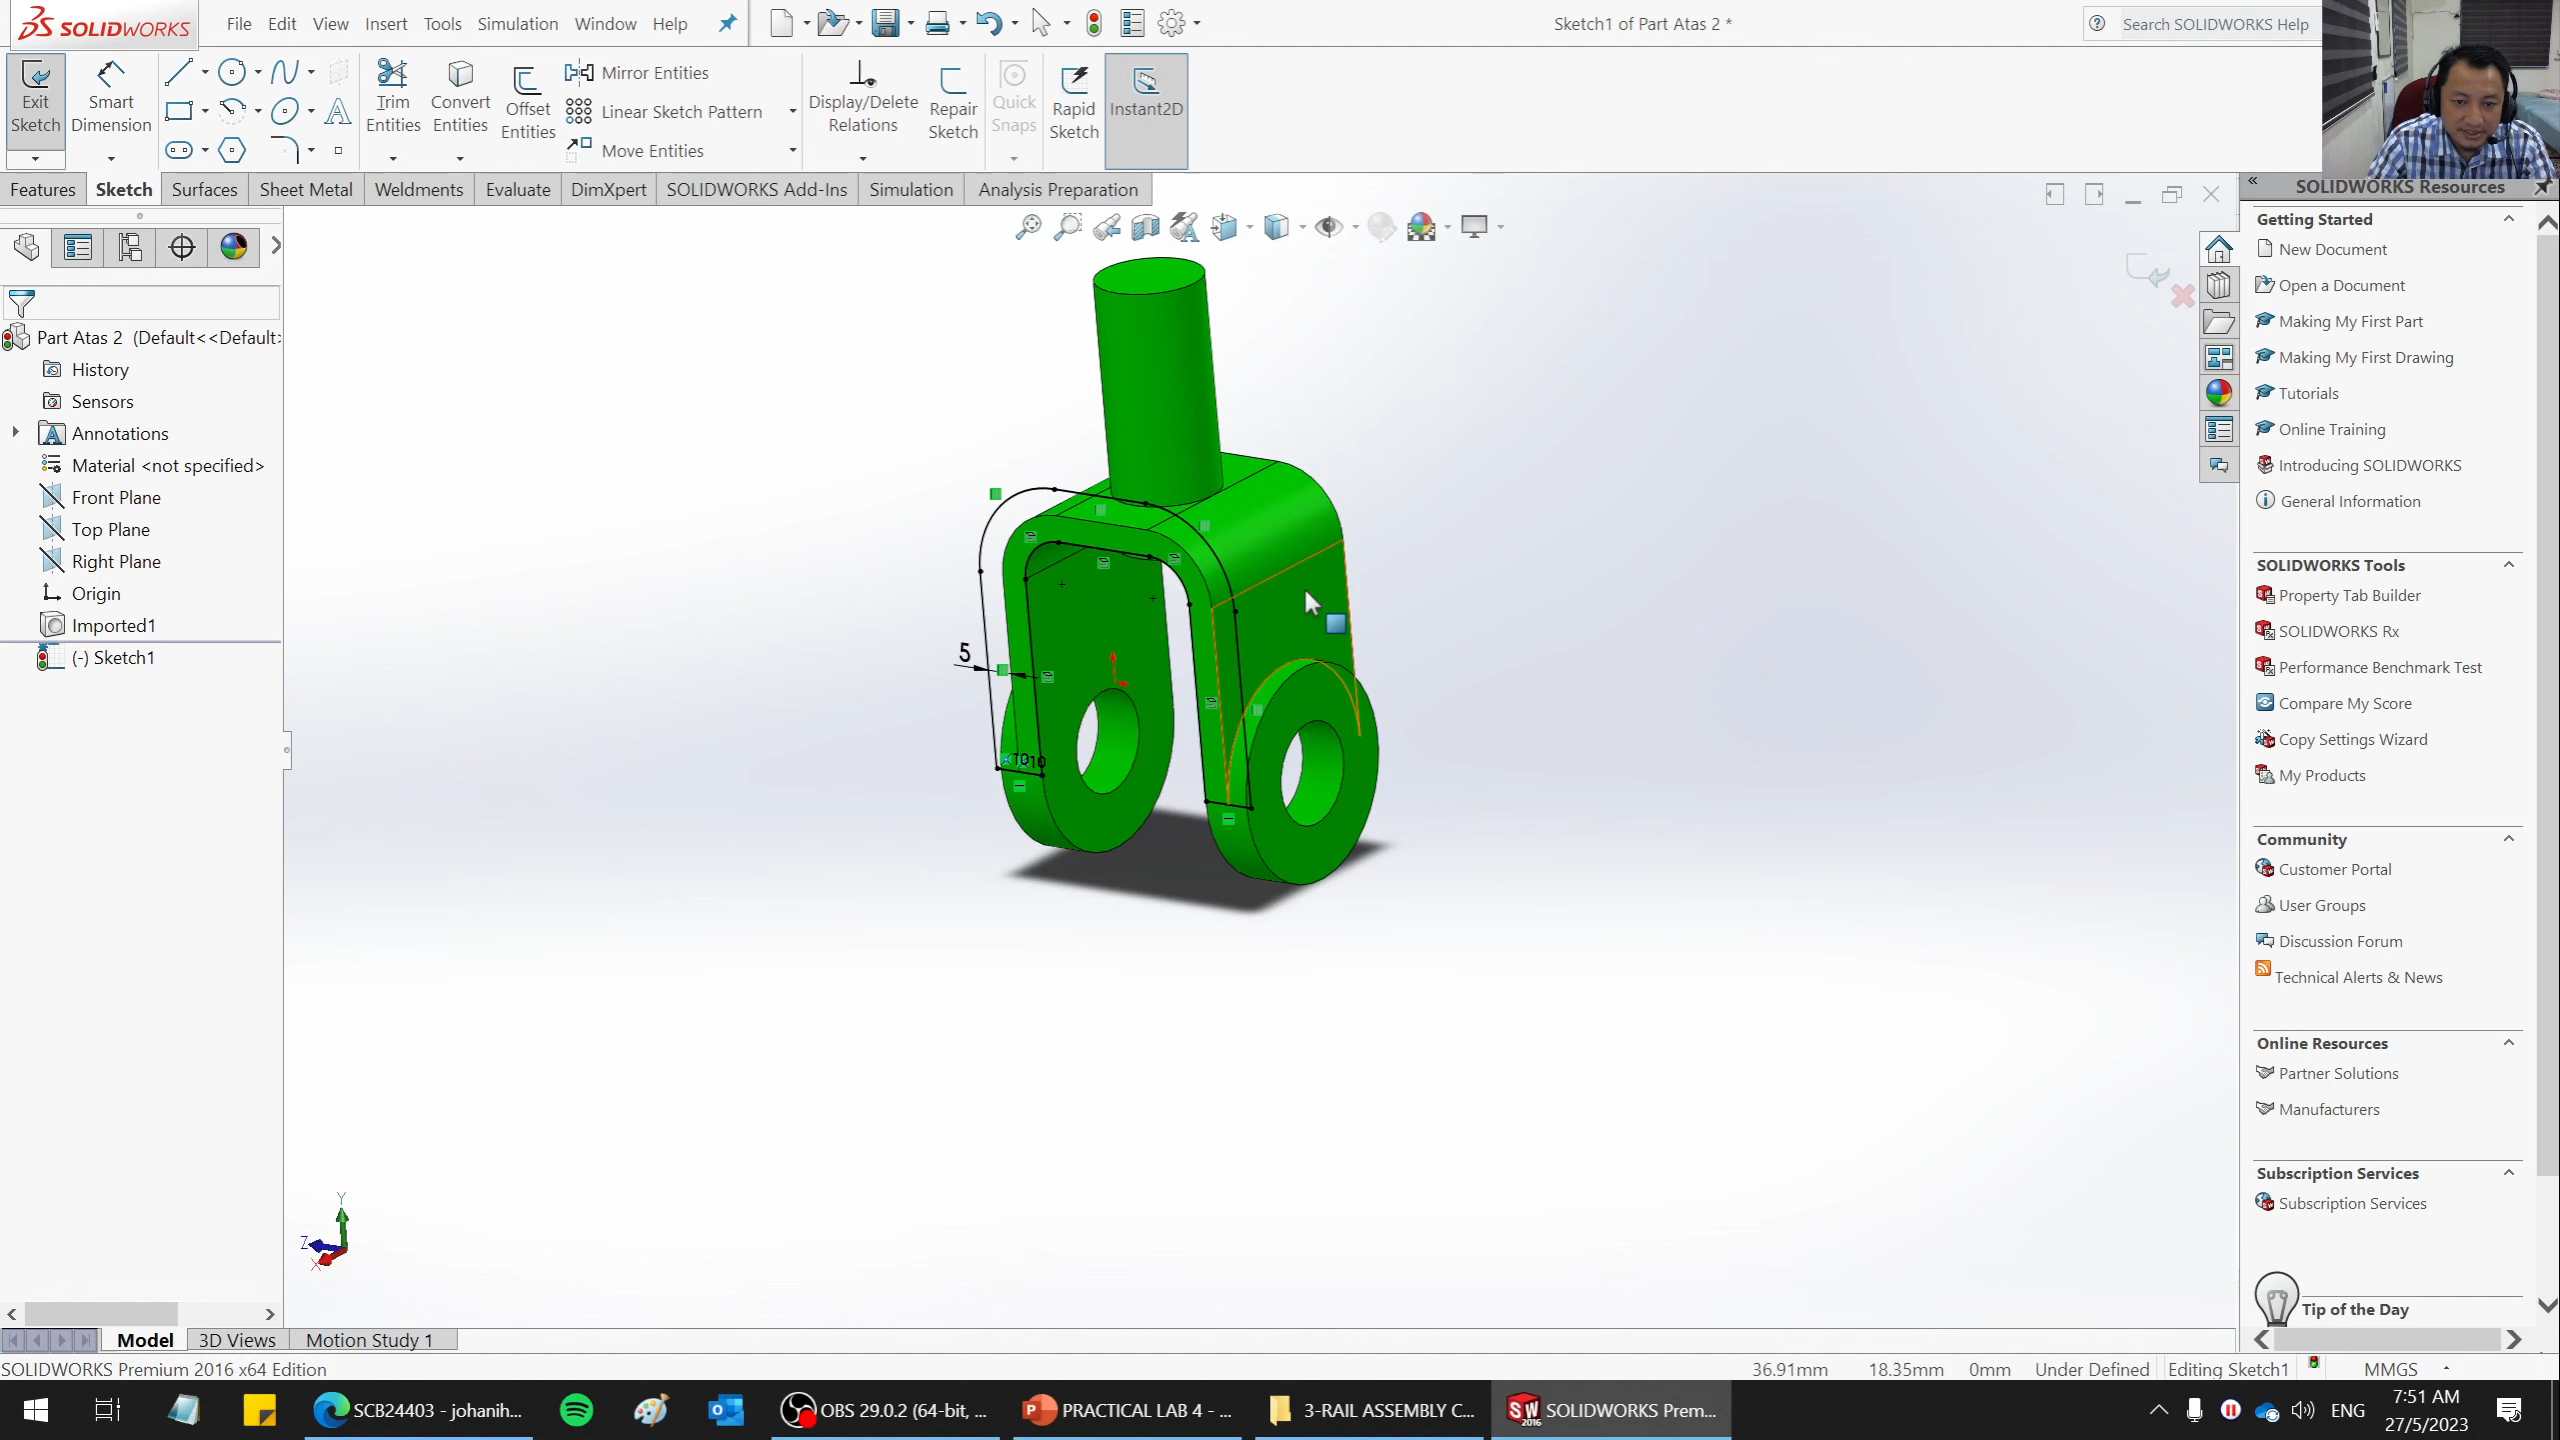 SOLIDWORKS
File Edit View Insert Tools Simulation Window Help
Sketch1 of Part Atas 2 *
Search SOLIDWORKS Help
Exit Sketch
Smart Dimension
Trim Entities
Convert Entities
Offset Entities
Mirror Entities
Linear Sketch Pattern
Move Entities
Display/Delete Relations
Repair Sketch
Quick Snaps
Rapid Sketch
Instant2D
Features Sketch Surfaces Sheet Metal Weldments Evaluate DimXpert SOLIDWORKS Add-Ins Simulation Analysis Preparation
Part Atas 2 (Default<<Default>
History
Sensors
Annotations
Material <not specified>
Front Plane
Top Plane
Right Plane
Origin
Imported1
(-) Sketch1
5
10
10
Y
Z
X
SOLIDWORKS Resources
Getting Started
New Document
Open a Document
Making My First Part
Making My First Drawing
Tutorials
Online Training
Introducing SOLIDWORKS
General Information
SOLIDWORKS Tools
Property Tab Builder
SOLIDWORKS Rx
Performance Benchmark Test
Compare My Score
Copy Settings Wizard
My Products
Community
Customer Portal
User Groups
Discussion Forum
Technical Alerts & News
Online Resources
Partner Solutions
Manufacturers
Subscription Services
Subscription Services
Tip of the Day
Model 3D Views Motion Study 1
SOLIDWORKS Premium 2016 x64 Edition
36.91mm 18.35mm 0mm Under Defined Editing Sketch1 MMGS
SCB24403 - johanih...
OBS 29.0.2 (64-bit, ...
PRACTICAL LAB 4 - ...
3-RAIL ASSEMBLY C...
SOLIDWORKS Prem...
ENG
7:51 AM
27/5/2023